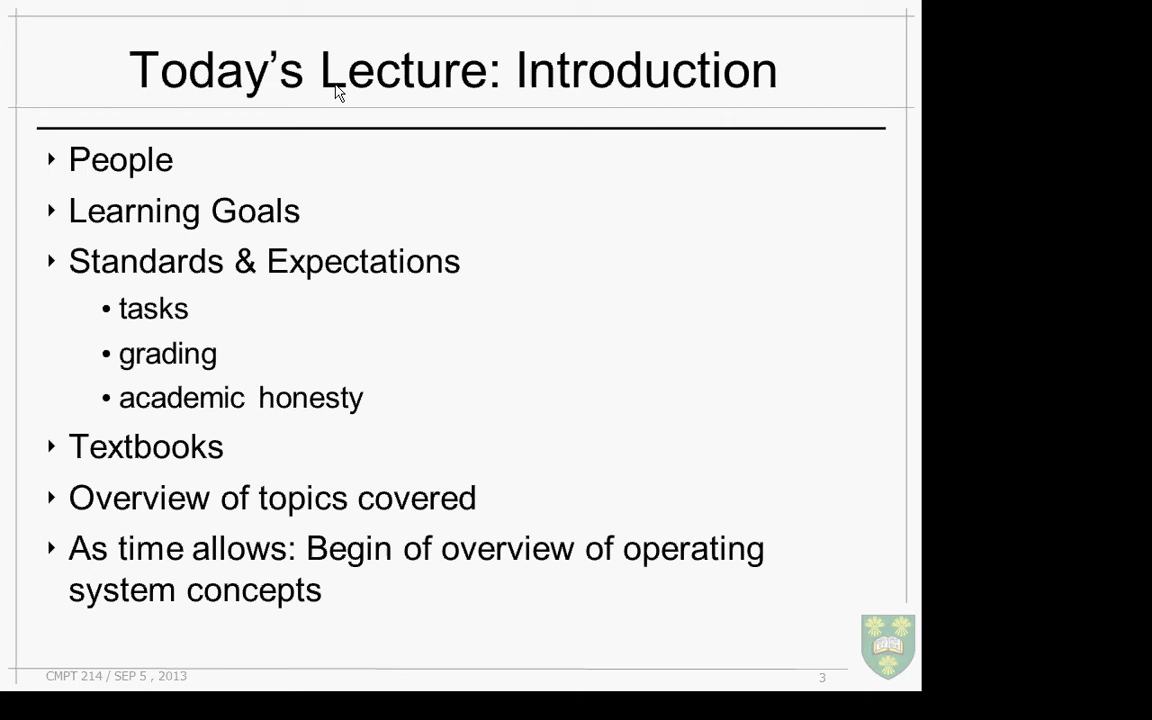 Today's Lecture: Introduction
‣ People
‣ Learning Goals
‣ Standards & Expectations
• tasks
• grading
• academic honesty
‣ Textbooks
‣ Overview of topics covered
‣ As time allows: Begin of overview of operating
system concepts
CMPT 214 / SEP 5 , 2013
3